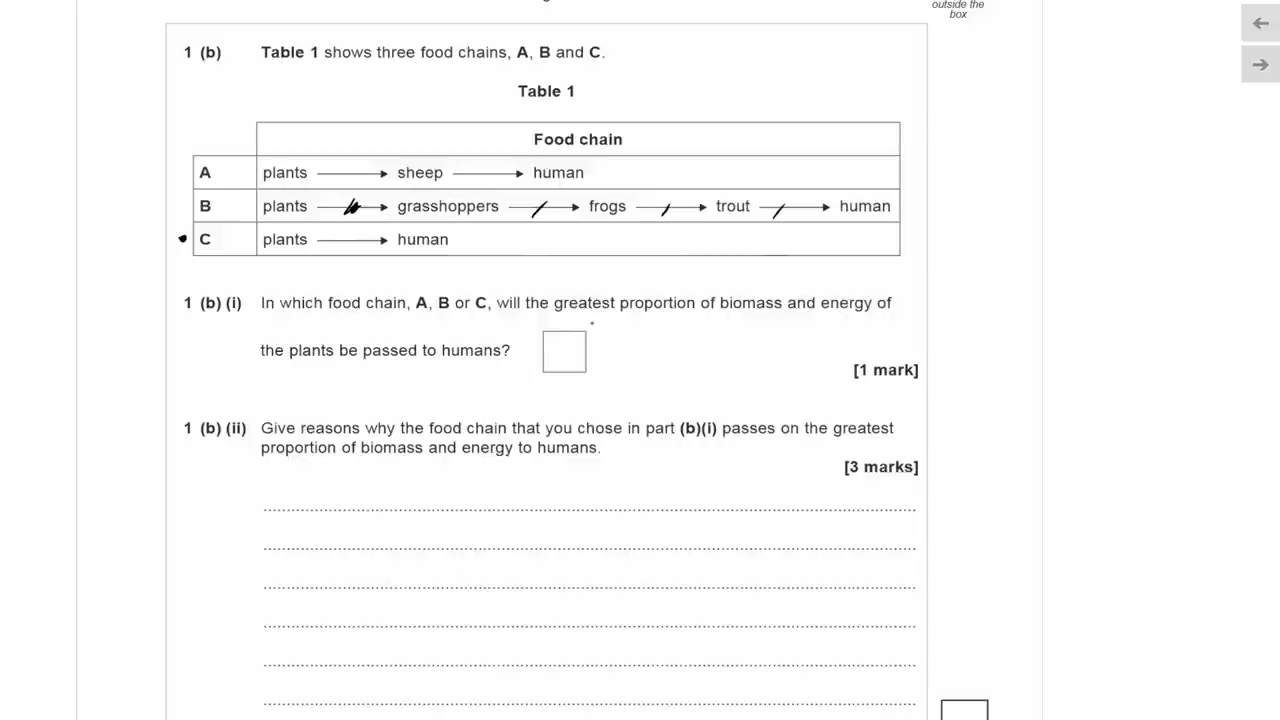 outside the
box
1 (b) Table 1 shows three food chains, A, B and C.
Table 1
Food chain
A plants → sheep → human
B plants → grasshoppers → frogs → trout → human
C plants → human
1 (b) (i) In which food chain, A, B or C, will the greatest proportion of biomass and energy of
the plants be passed to humans?
[1 mark]
1 (b) (ii) Give reasons why the food chain that you chose in part (b)(i) passes on the greatest
proportion of biomass and energy to humans.
[3 marks]